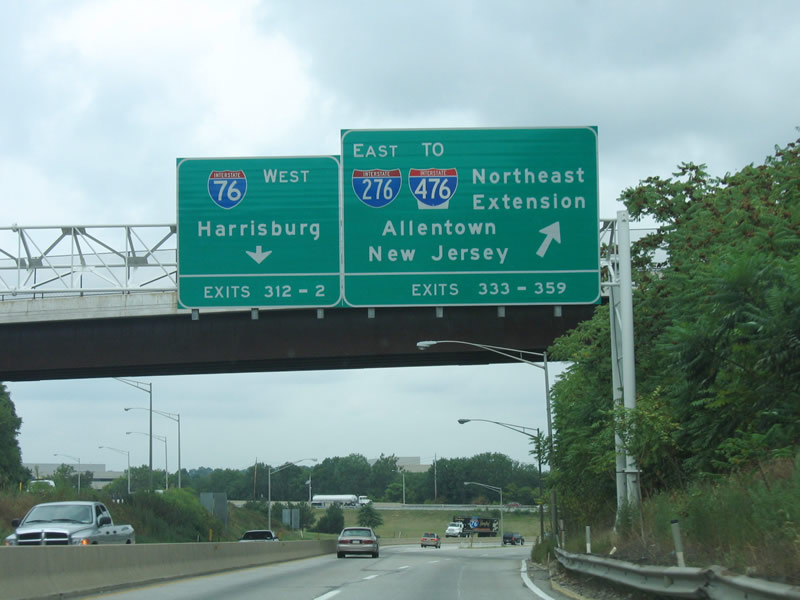 INTERSTATE
76
WEST
Harrisburg
EXITS 312 - 2
EAST TO
INTERSTATE
276
INTERSTATE
476
Northeast
Extension
Allentown
New Jersey
EXITS 333 - 359